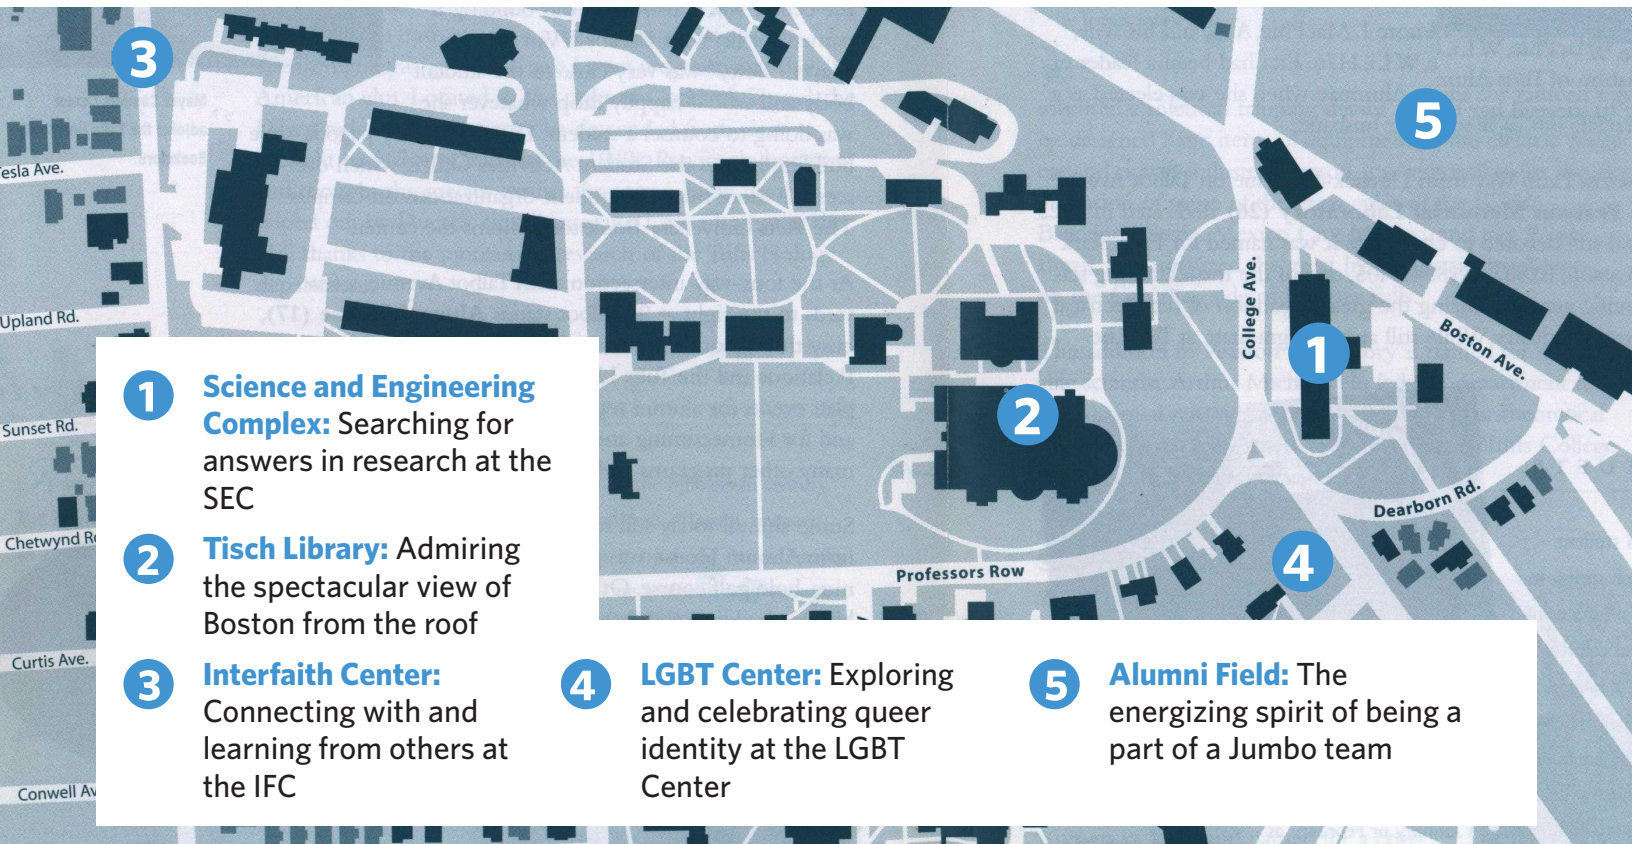 3
5
Tesla Ave.
College Ave.
Upland Rd.
1
Boston Ave.
2
Sunset Rd.
Dearborn Rd.
Chetwynd
4
Professors Row
Curtis Ave.
Conwell
1
Science and Engineering
Complex: Searching for
answers in research at the
SEC
2
Tisch Library: Admiring
the spectacular view of
Boston from the roof
3
Interfaith Center:
Connecting with and
learning from others at
the IFC
4
LGBT Center: Exploring
and celebrating queer
identity at the LGBT
Center
5
Alumni Field: The
energizing spirit of being a
part of a Jumbo team